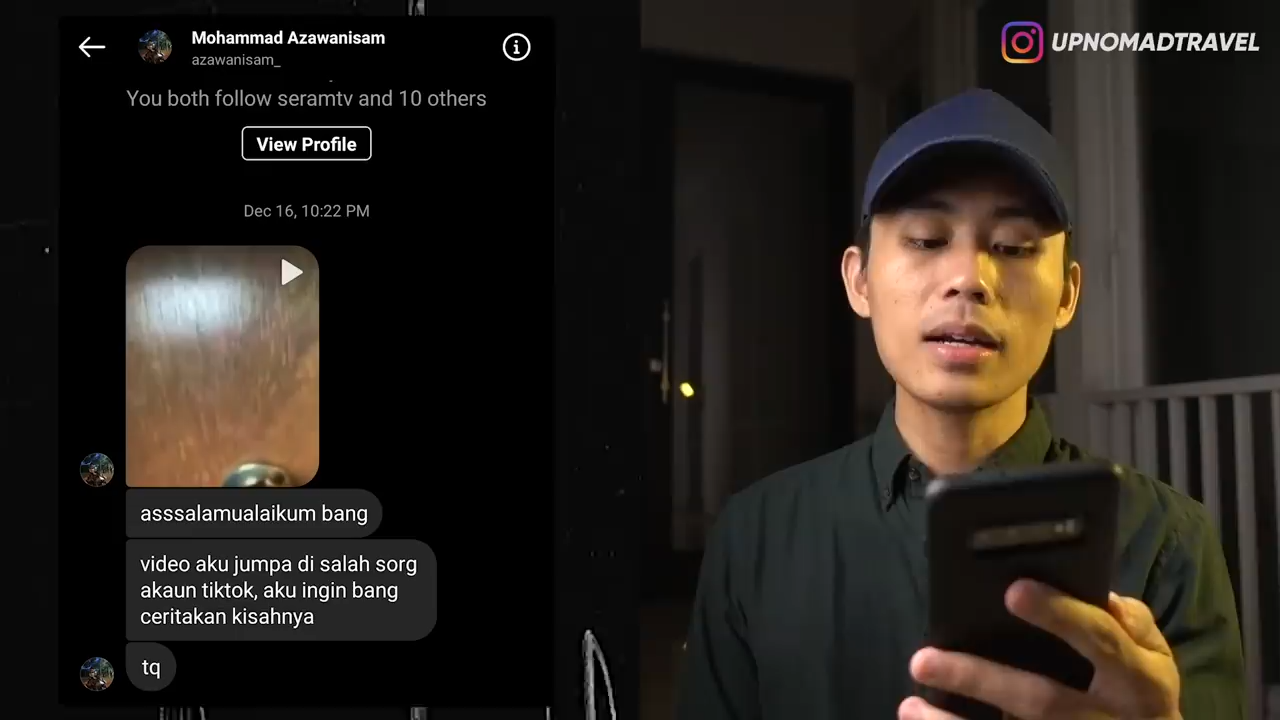 Mohammad Azawanisam
azawanisam_
You both follow seramtv and 10 others
View Profile
Dec 16, 10:22 PM
asssalamualaikum bang
video aku jumpa di salah sorg
akaun tiktok, aku ingin bang
ceritakan kisahnya
tq
UPNOMADTRAVEL